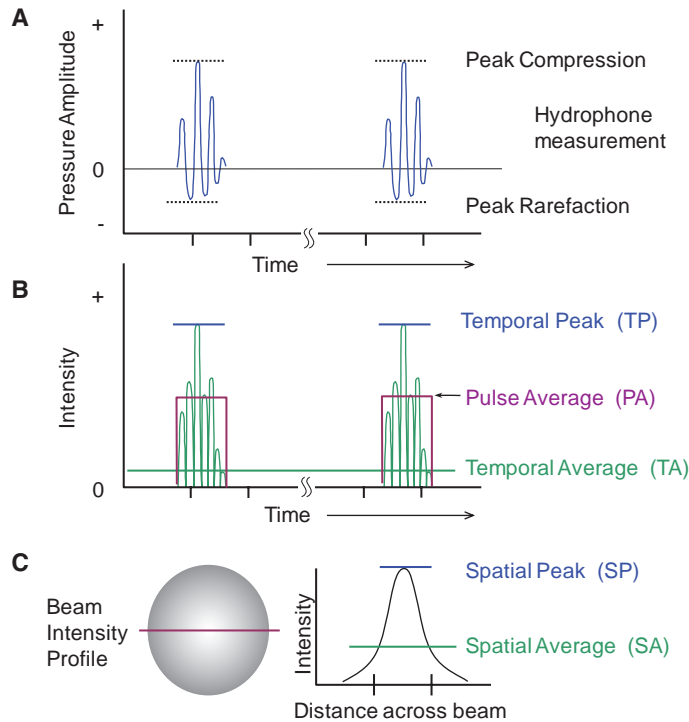 A
+
Pressure Amplitude
0
-
Peak Compression
Hydrophone
measurement
Peak Rarefaction
Time
B
+
Intensity
0
Temporal Peak (TP)
Pulse Average (PA)
Temporal Average (TA)
Time
C
Beam
Intensity
Profile
Intensity
Spatial Peak (SP)
Spatial Average (SA)
Distance across beam